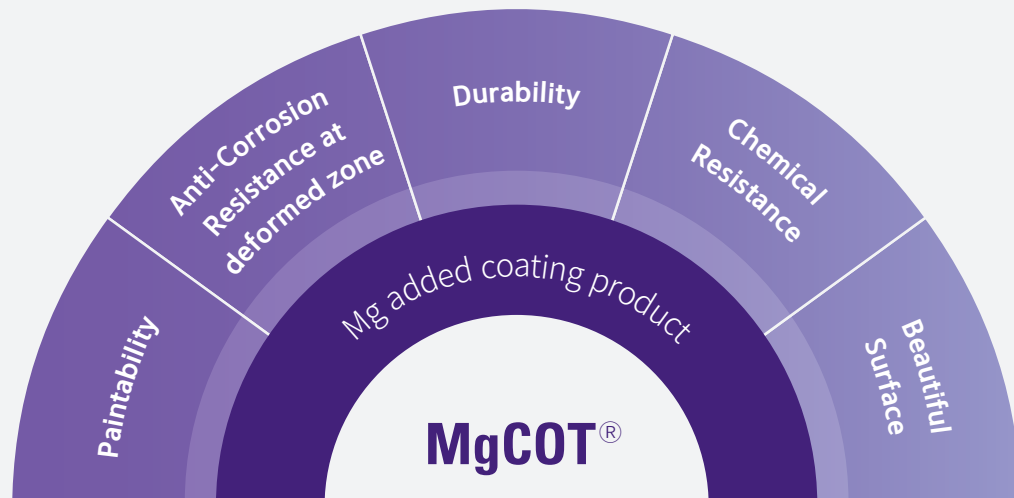 Paintability
Anti-Corrosion
Resistance at
deformed zone
Durability
Chemical
Resistance
Beautiful
Surface
Mg added coating product
MgCOT®